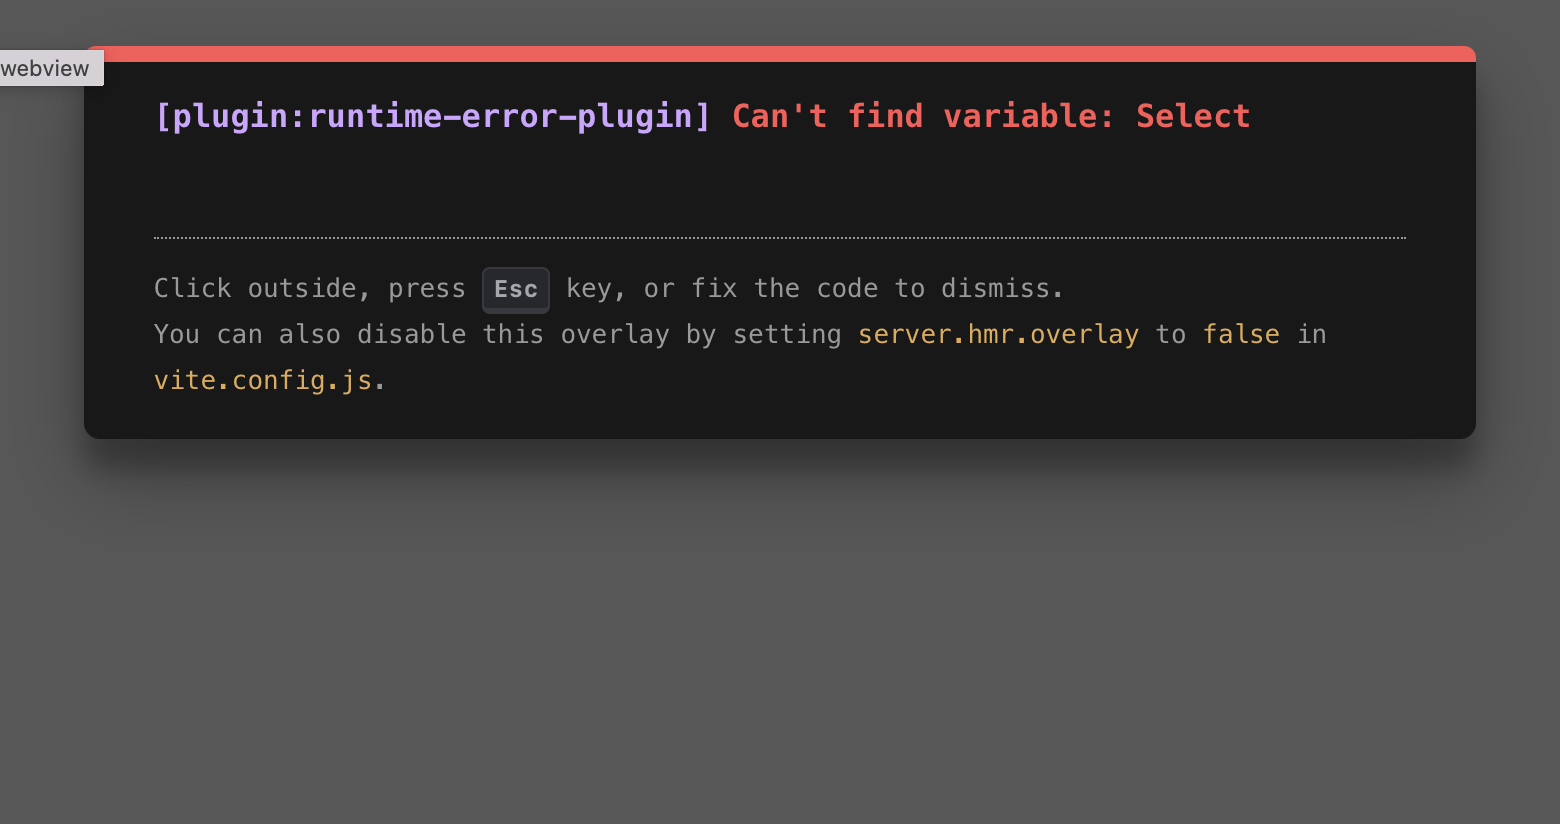 webview
[plugin:runtime-error-plugin] Can't find variable: Select
Click outside, press Esc key, or fix the code to dismiss.
You can also disable this overlay by setting server.hmr.overlay to false in
vite.config.js.